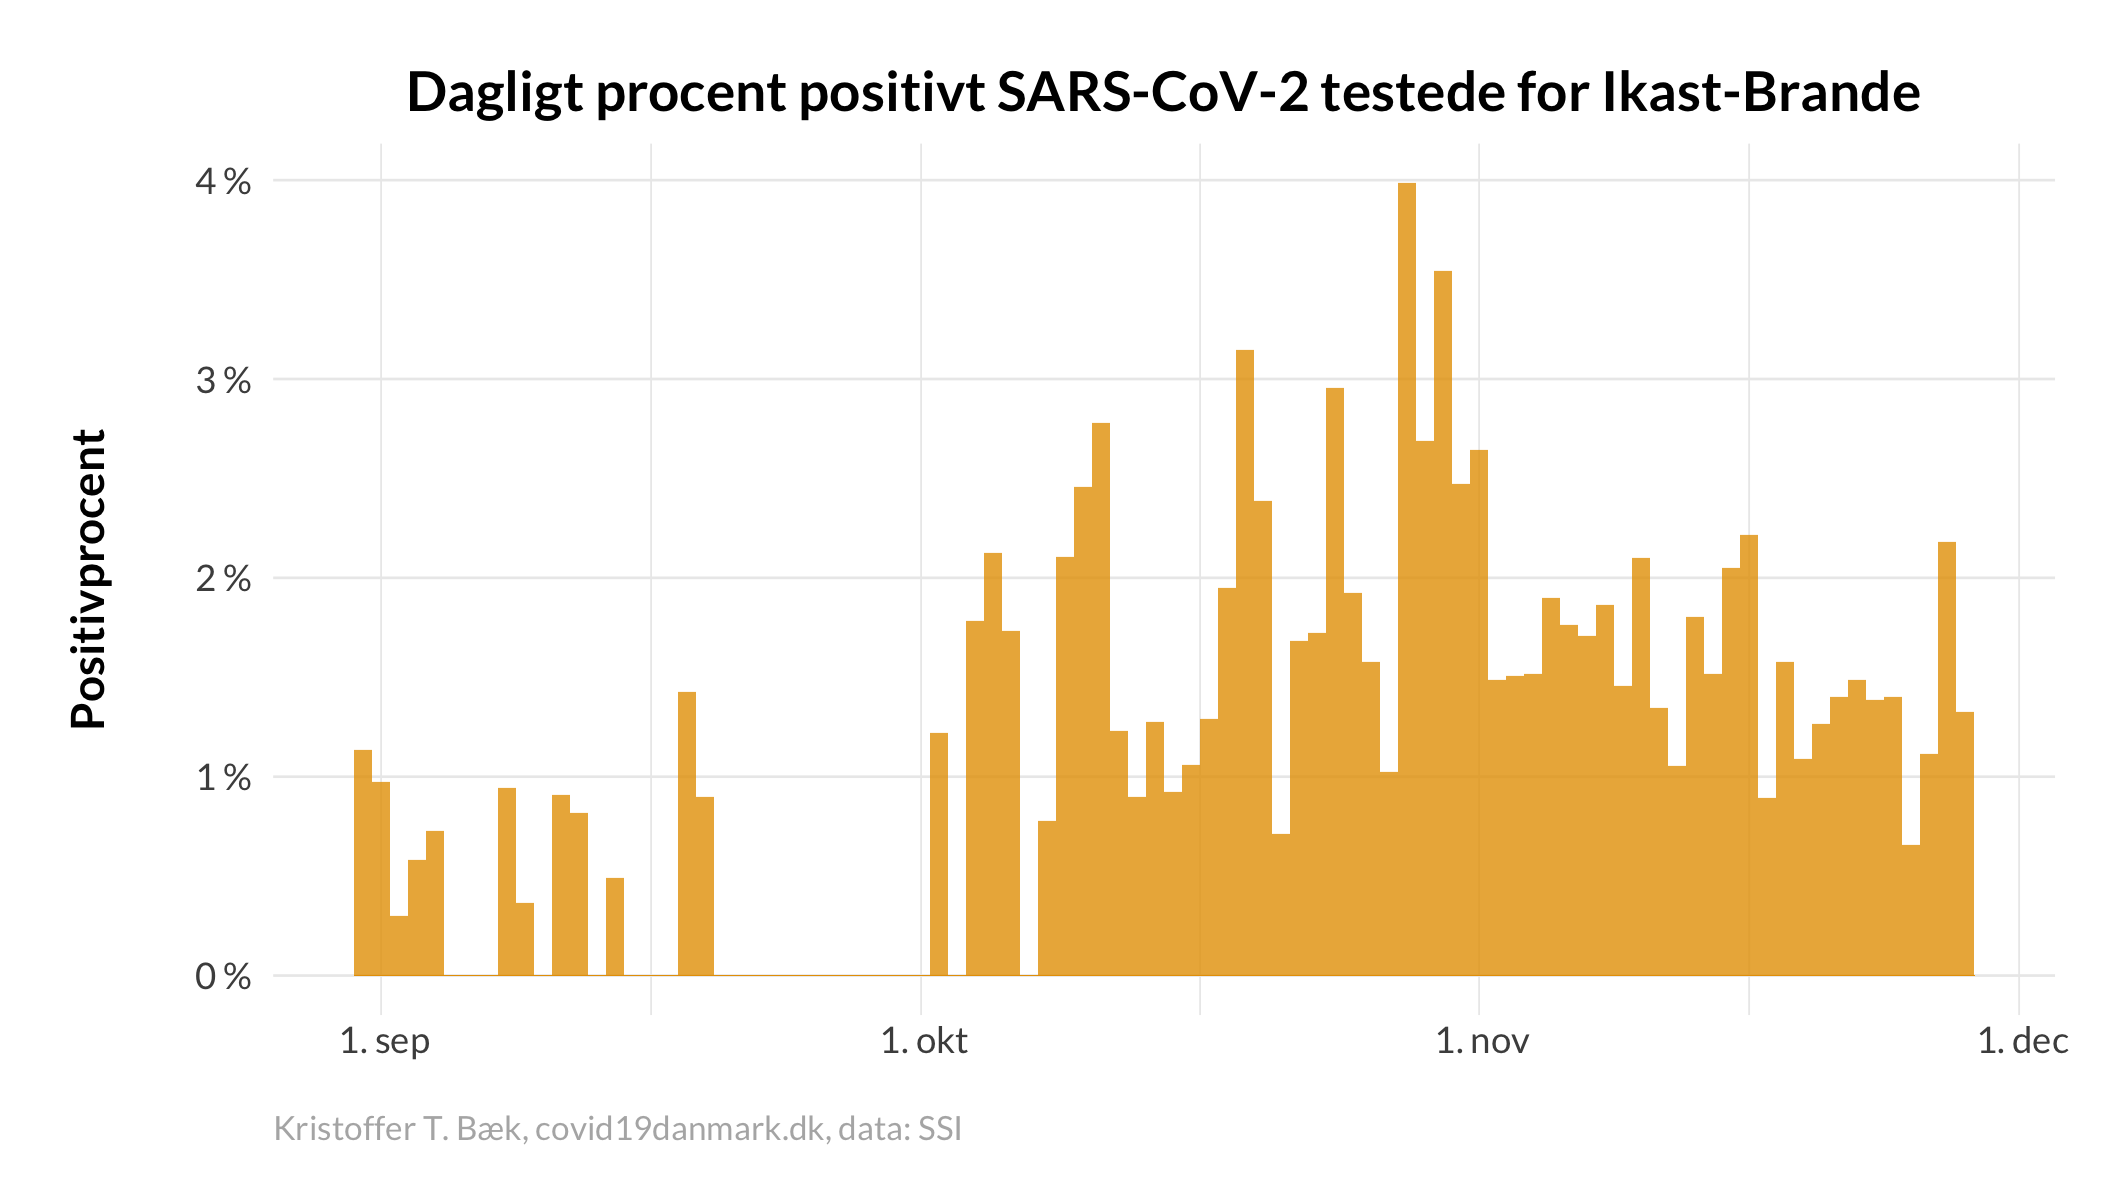 Dagligt procent positivt SARS-CoV-2 testede for Ikast-Brande
Positivprocent
4 %
3 %
2 %
1 %
0 %
1. sep
1. okt
1. nov
1. dec
Kristoffer T. Bæk, covid19danmark.dk, data: SSI